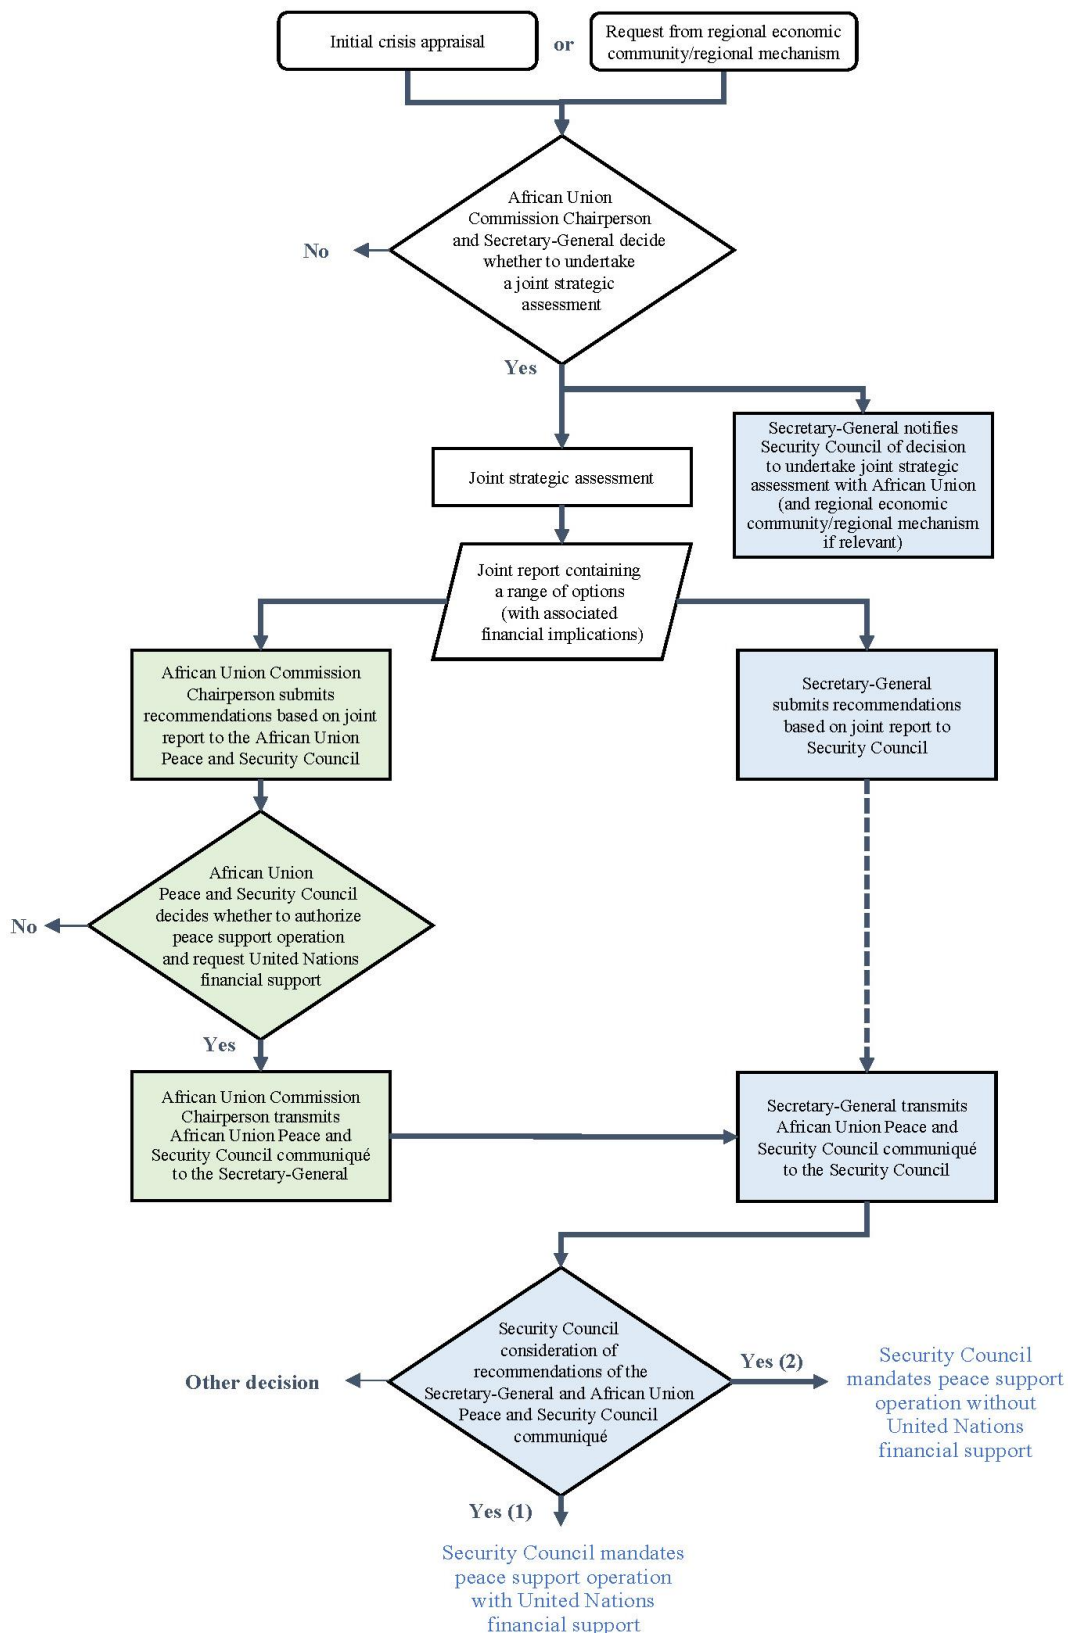 Initial crisis appraisal
or
Request from regional economic
community/regional mechanism
African Union
Commission Chairperson
and Secretary-General decide
whether to undertake
a joint strategic
assessment
No
Yes
Secretary-General notifies
Security Council of decision
to undertake joint strategic
assessment with African Union
(and regional economic
community/regional mechanism
if relevant)
Joint strategic assessment
Joint report containing
a range of options
(with associated
financial implications)
African Union Commission
Chairperson submits
recommendations based on joint
report to the African Union
Peace and Security Council
Secretary-General
submits recommendations
based on joint report to
Security Council
African Union
Peace and Security Council
decides whether to authorize
peace support operation
and request United Nations
financial support
No
Yes
African Union Commission
Chairperson transmits
African Union Peace and
Security Council communiqué
to the Secretary-General
Secretary-General transmits
African Union Peace and
Security Council communiqué
to the Security Council
Security Council
consideration of
recommendations of the
Secretary-General and African Union
Peace and Security Council
communiqué
Other decision
Yes (2)
Security Council
mandates peace support
operation without
United Nations
financial support
Yes (1)
Security Council mandates
peace support operation
with United Nations
financial support